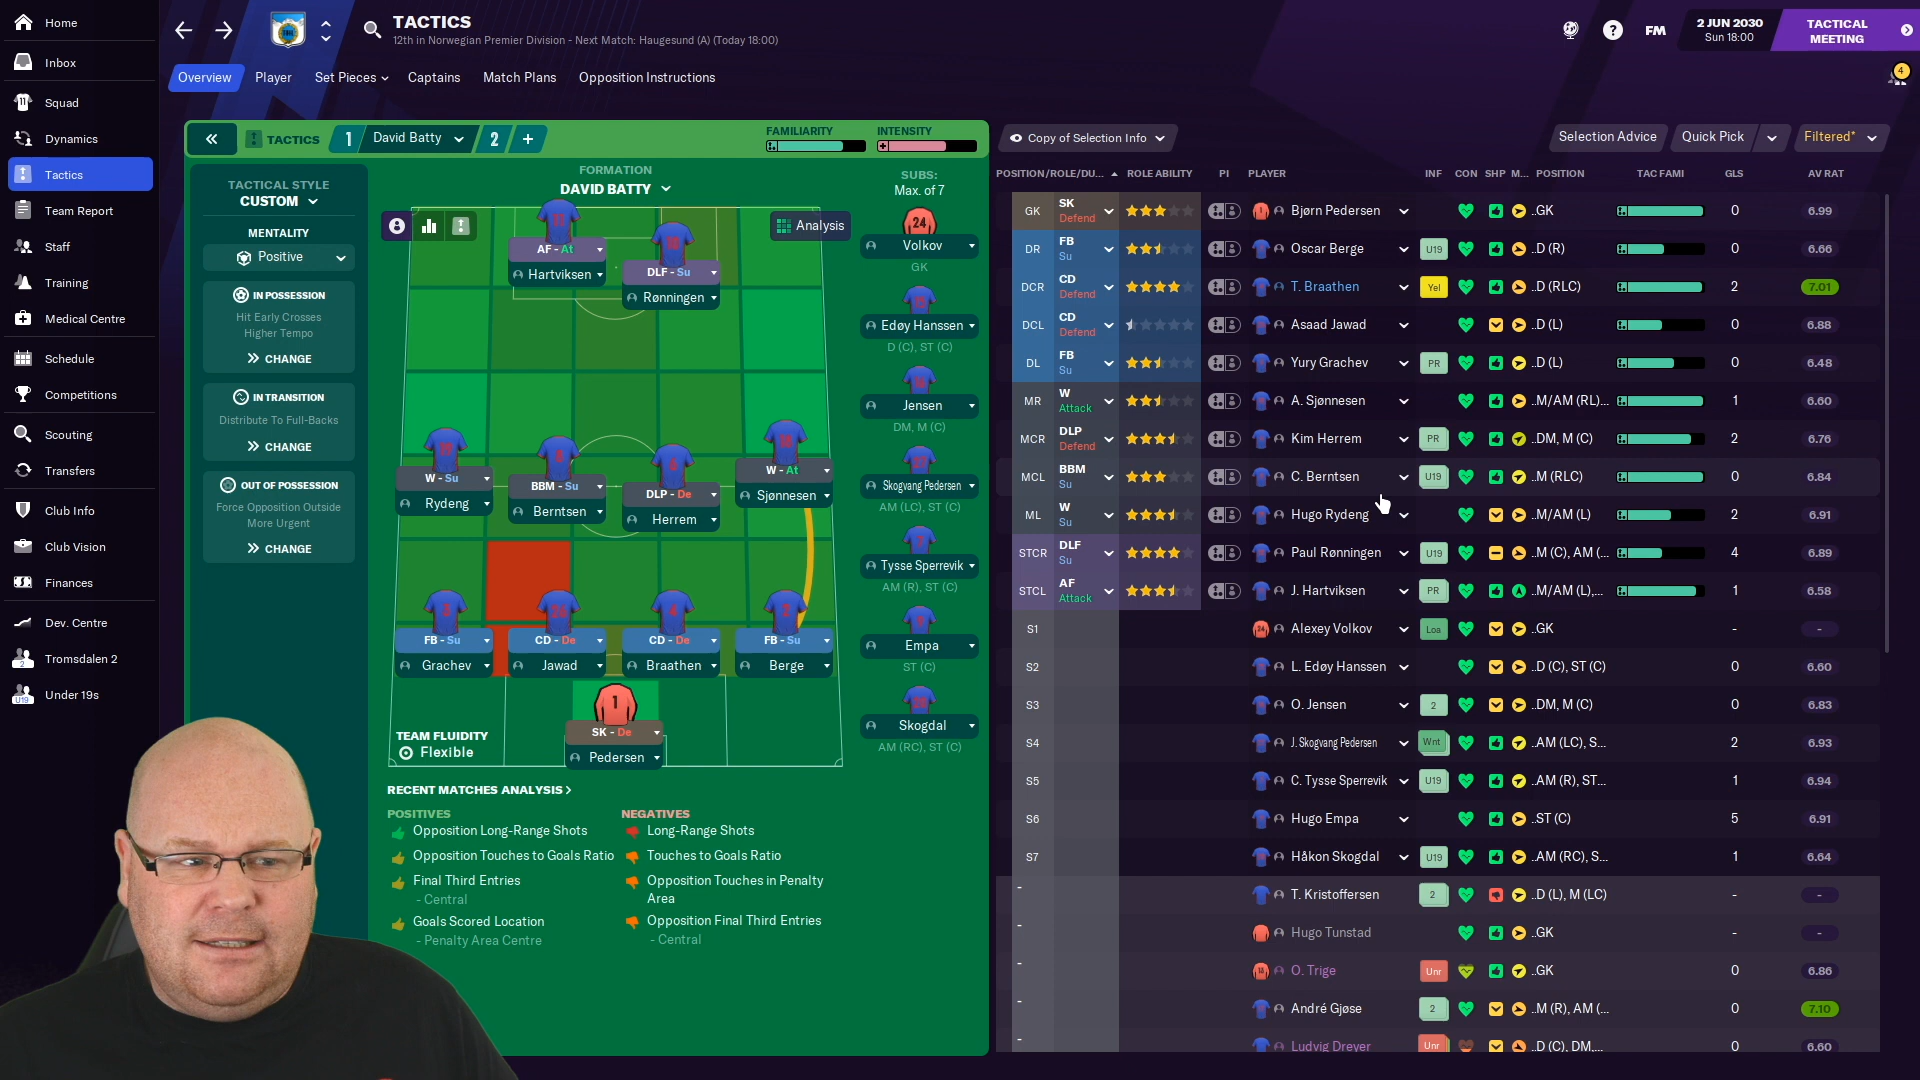 Home
Inbox
Squad
Dynamics
Tactics
Team Report
Staff
Training
Medical Centre
Schedule
Competitions
Scouting
Transfers
Club Info
Club Vision
Finances
Dev. Centre
2 Tromsdalen 2
U19 Under 19s
TACTICS
12th in Norwegian Premier Division - Next Match: Haugesund (A) (Today 18:00)
? FM
2 JUN 2030
Sun 18:00
TACTICAL
MEETING
4
Overview Player Set Pieces Captains Match Plans Opposition Instructions
TACTICS 1 David Batty 2 +
FAMILIARITY INTENSITY
TACTICAL STYLE
CUSTOM
MENTALITY
Positive
IN POSSESSION
Hit Early Crosses
Higher Tempo
CHANGE
IN TRANSITION
Distribute To Full-Backs
CHANGE
OUT OF POSSESSION
Force Opposition Outside
More Urgent
CHANGE
FORMATION
DAVID BATTY
Analysis
AF - At
Hartviksen
DLF - Su
Rønningen
W - Su
Rydeng
BBM - Su
Berntsen
DLP - De
Herrem
W - At
Sjønnesen
FB - Su
Grachev
CD - De
Jawad
CD - De
Braathen
FB - Su
Berge
1
SK - De
Pedersen
TEAM FLUIDITY
Flexible
SUBS:
Max. of 7
24
Volkov
GK
Edøy Hanssen
D (C), ST (C)
Jensen
DM, M (C)
Skogvang Pedersen
AM (LC), ST (C)
Tysse Sperrevik
AM (R), ST (C)
Empa
ST (C)
Skogdal
AM (RC), ST (C)
RECENT MATCHES ANALYSIS >
POSITIVES
Opposition Long-Range Shots
Opposition Touches to Goals Ratio
Final Third Entries
- Central
Goals Scored Location
- Penalty Area Centre
NEGATIVES
Long-Range Shots
Touches to Goals Ratio
Opposition Touches in Penalty
Area
Opposition Final Third Entries
- Central
Copy of Selection Info
Selection Advice Quick Pick Filtered*
POSITION/ROLE/DU... ROLE ABILITY PI PLAYER INF CON SHP M... POSITION TAC FAMI GLS AV RAT
GK SK Defend Bjørn Pedersen ..GK 0 6.99
DR FB Su Oscar Berge U19 ..D (R) 0 6.66
DCR CD Defend T. Braathen Yel ..D (RLC) 2 7.01
DCL CD Defend Asaad Jawad ..D (L) 0 6.88
DL FB Su Yury Grachev PR ..D (L) 0 6.48
MR W Attack A. Sjønnesen ..M/AM (RL)... 1 6.60
MCR DLP Defend Kim Herrem PR ..DM, M (C) 2 6.76
MCL BBM Su C. Berntsen U19 ..M (RLC) 0 6.84
ML W Su Hugo Rydeng ..M/AM (L) 2 6.91
STCR DLF Su Paul Rønningen U19 ..M (C), AM (... 4 6.89
STCL AF Attack J. Hartviksen PR ..M/AM (L),... 1 6.58
S1 Alexey Volkov Loa ..GK - -
S2 L. Edøy Hanssen ..D (C), ST (C) 0 6.60
S3 O. Jensen 2 ..DM, M (C) 0 6.83
S4 J. Skogvang Pedersen Wnt ..AM (LC), S... 2 6.93
S5 C. Tysse Sperrevik U19 ..AM (R), ST... 1 6.94
S6 Hugo Empa ..ST (C) 5 6.91
S7 Håkon Skogdal U19 ..AM (RC), S... 1 6.64
- T. Kristoffersen 2 ..D (L), M (LC) - -
- Hugo Tunstad ..GK - -
- O. Trige Unr ..GK 0 6.86
- André Gjøse 2 ..M (R), AM (... 0 7.10
- Ludvig Dreyer Unr ..D (C), DM,... 0 6.60